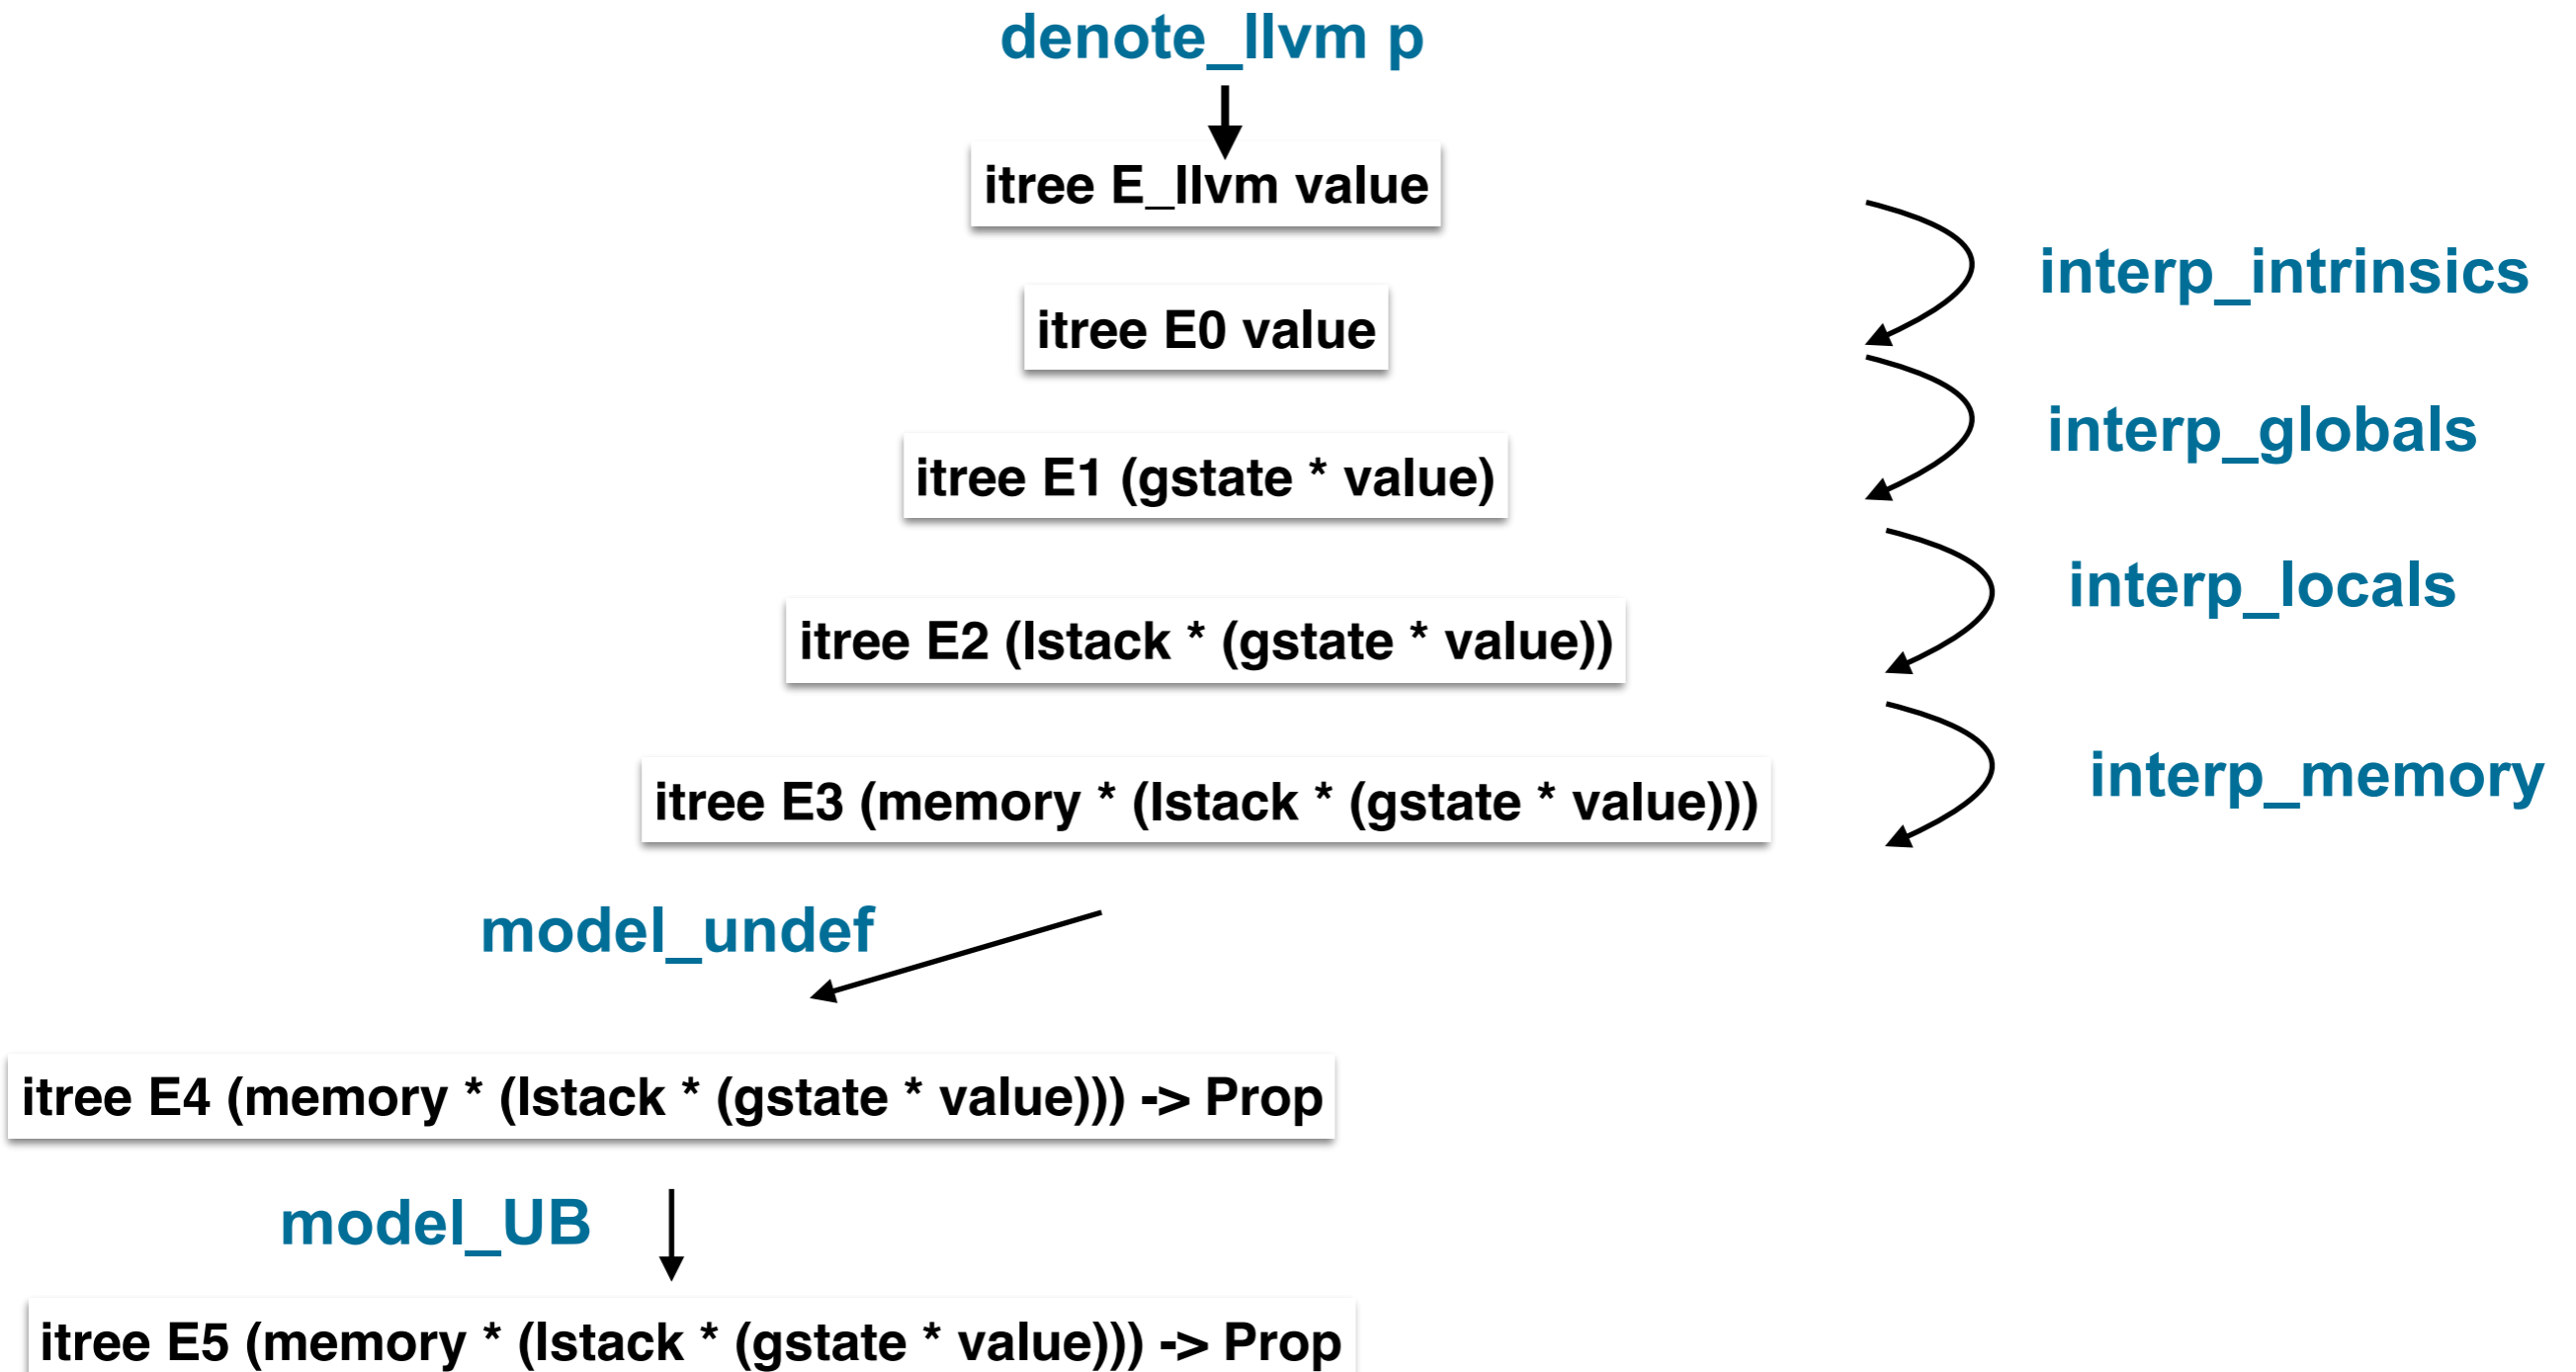 denote_llvm p
itree E_llvm value
interp_intrinsics
itree E0 value
interp_globals
itree E1 (gstate * value)
interp_locals
itree E2 (lstack * (gstate * value))
interp_memory
itree E3 (memory * (lstack * (gstate * value)))
model_undef
itree E4 (memory * (lstack * (gstate * value))) -> Prop
model_UB
itree E5 (memory * (lstack * (gstate * value))) -> Prop